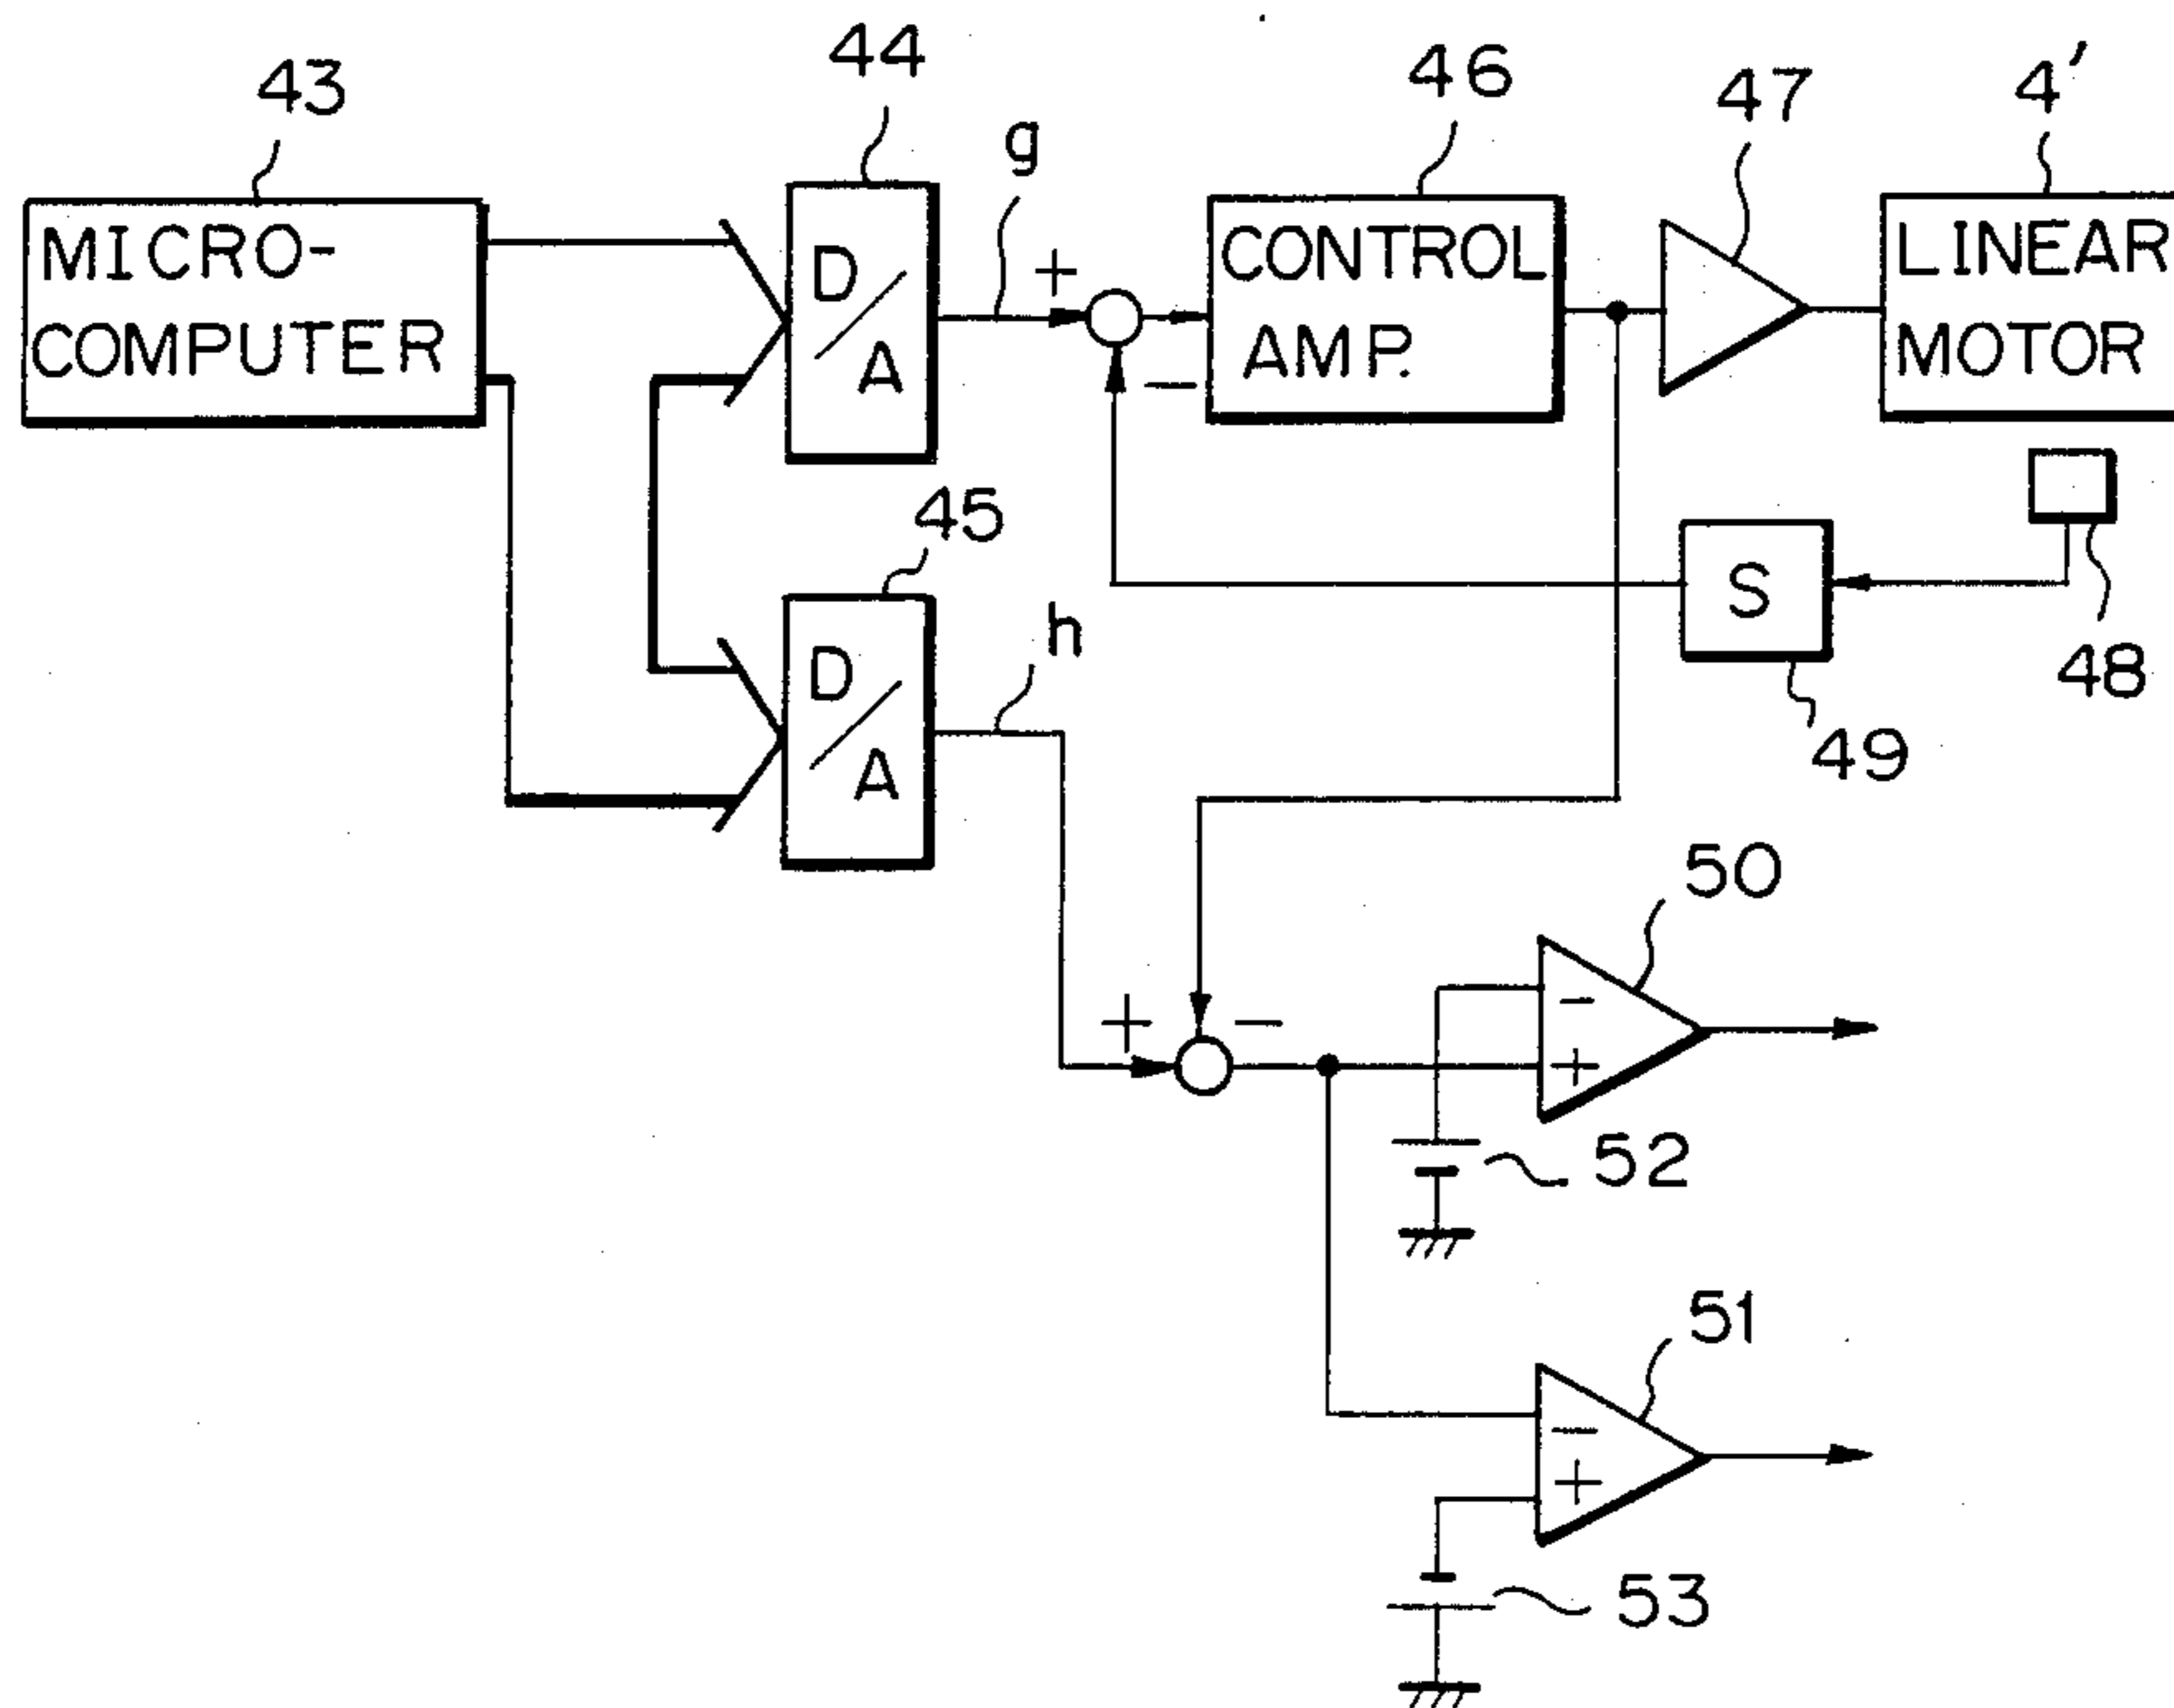 43
44
g
46
47
4'
MICRO-
COMPUTER
D/A
+
−
CONTROL
AMP.
LINEAR
MOTOR
45
D/A
h
S
48
49
50
+
−
−
+
52
51
−
+
53